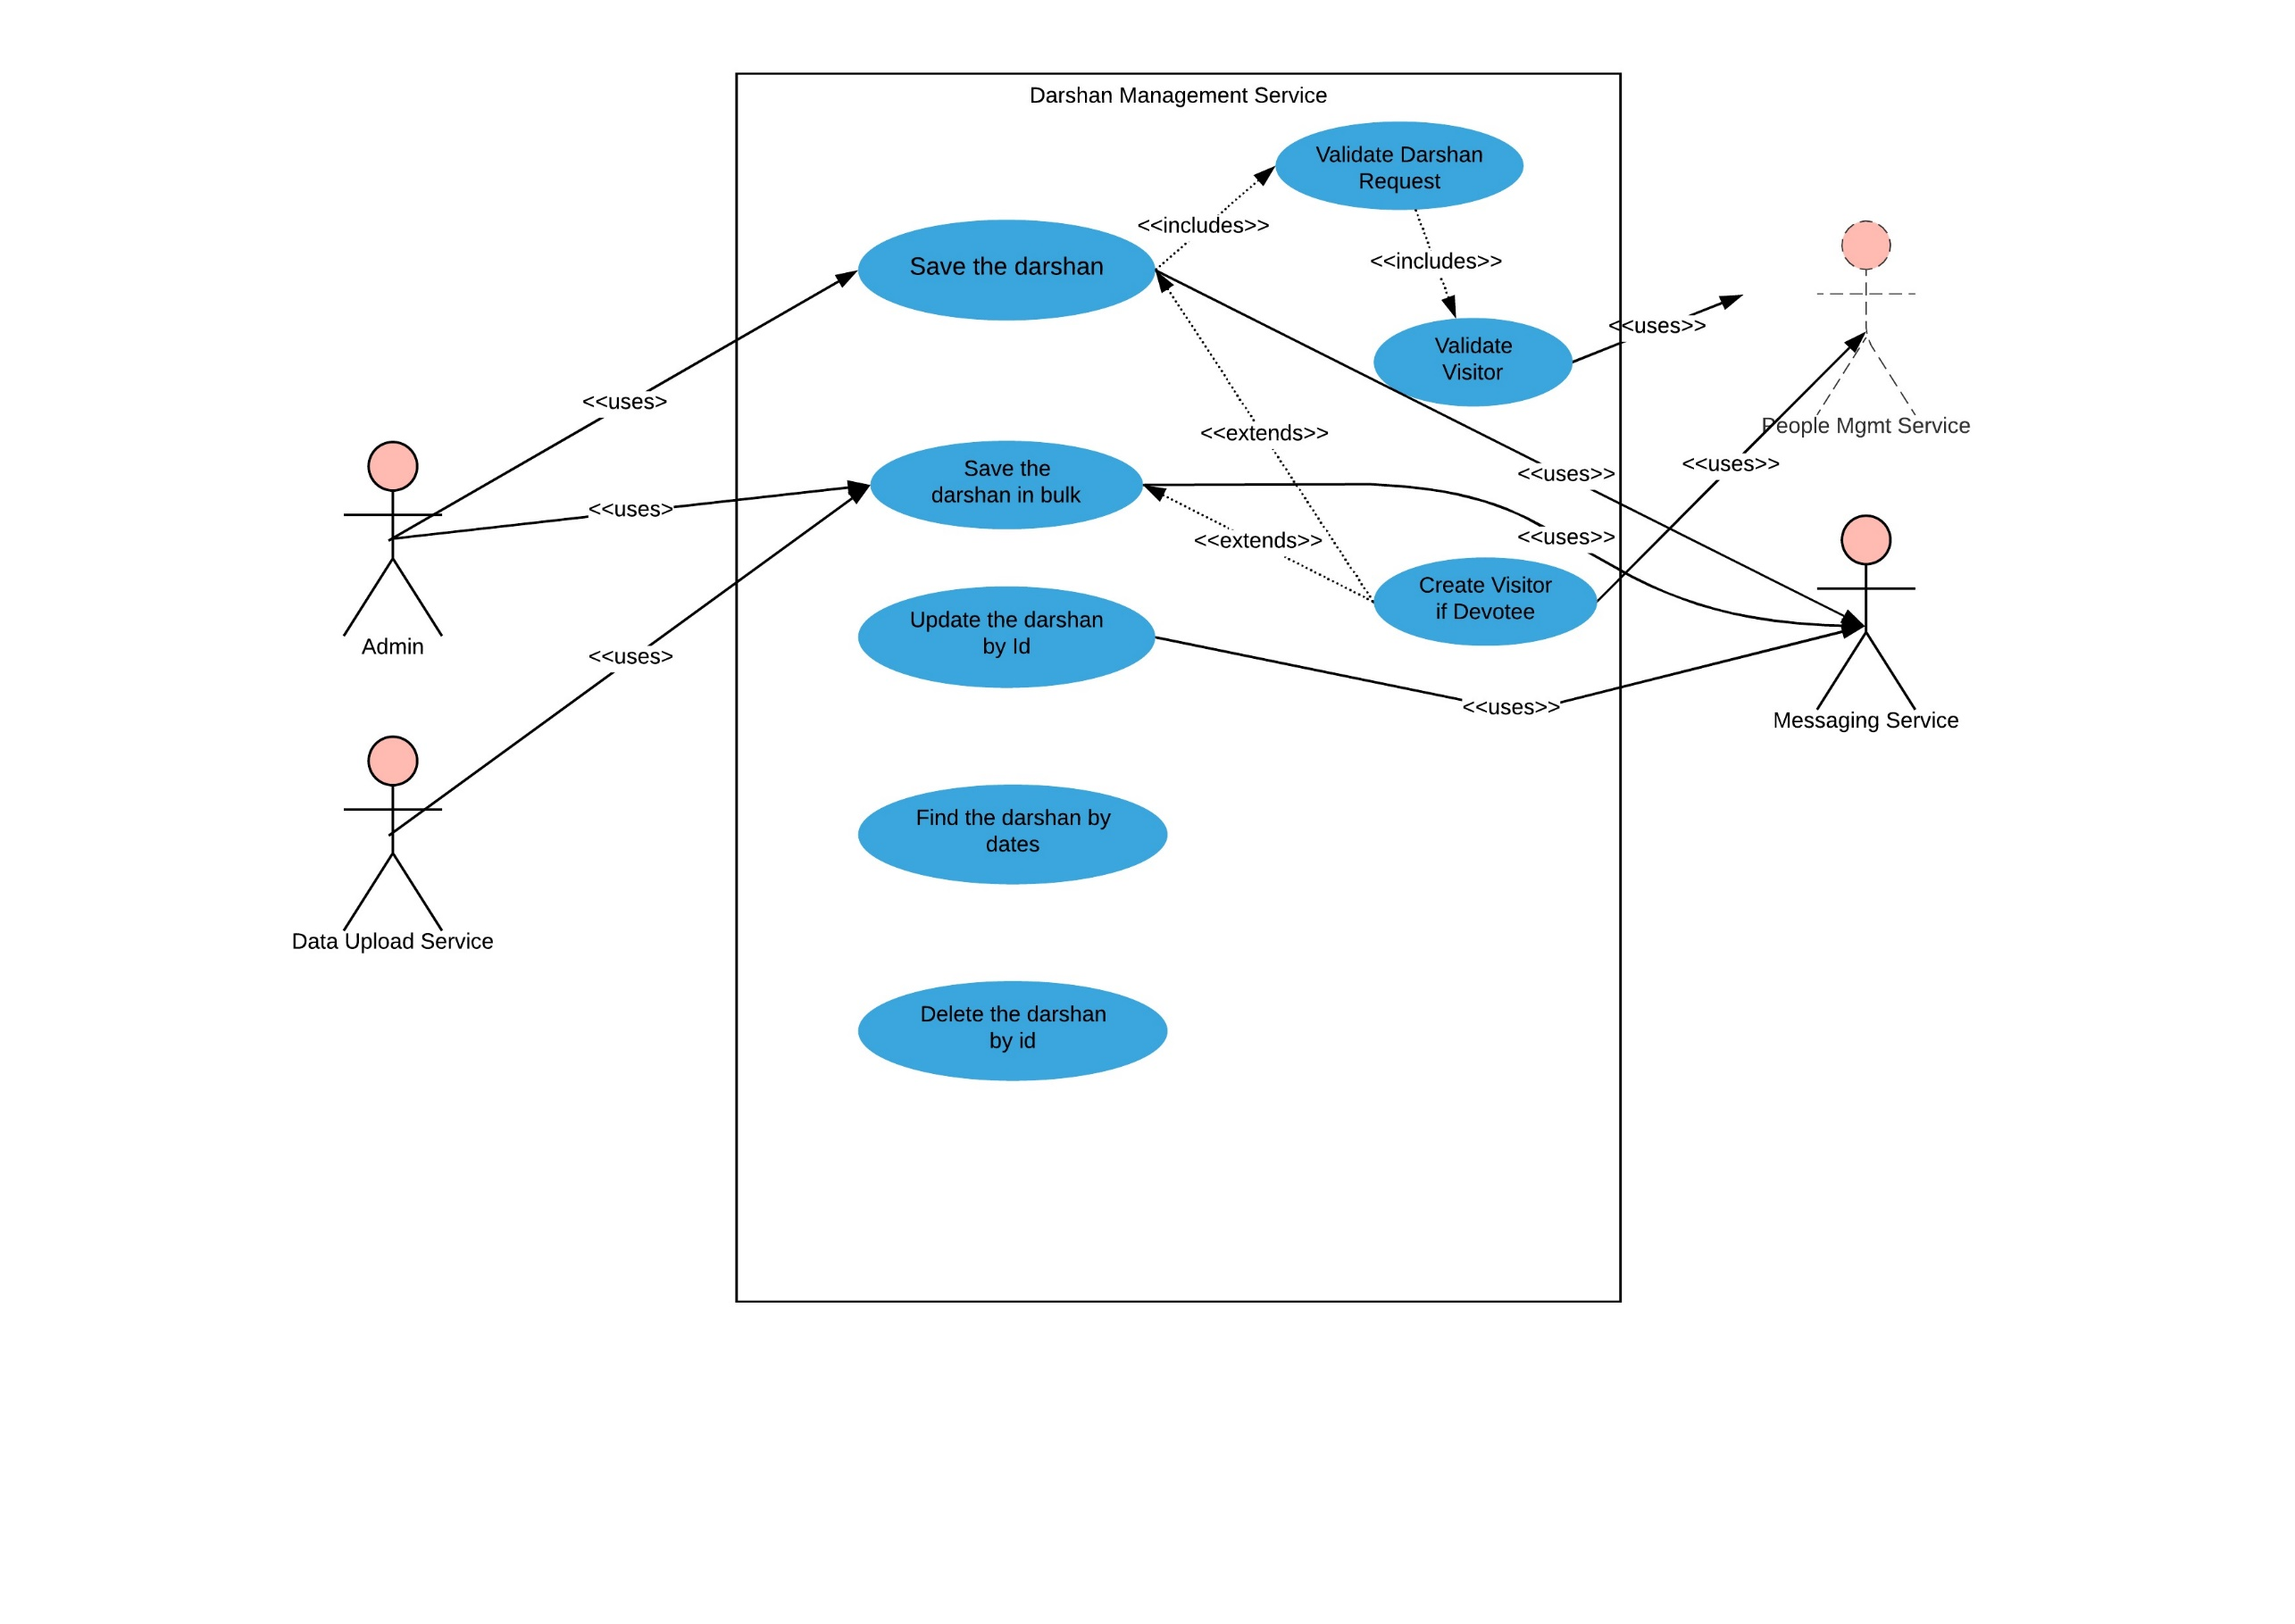 Darshan Management Service
Validate Darshan
Request
<<includes>>
<<includes>>
Save the darshan
Validate
Visitor
<<uses>>
<<uses>
<<extends>>
People Mgmt Service
Save the
darshan in bulk
<<uses>>
<<uses>>
<<uses>
<<uses>>
<<extends>>
Create Visitor
if Devotee
Update the darshan
by Id
Admin
<<uses>
<<uses>>
Messaging Service
Find the darshan by
dates
Data Upload Service
Delete the darshan
by id